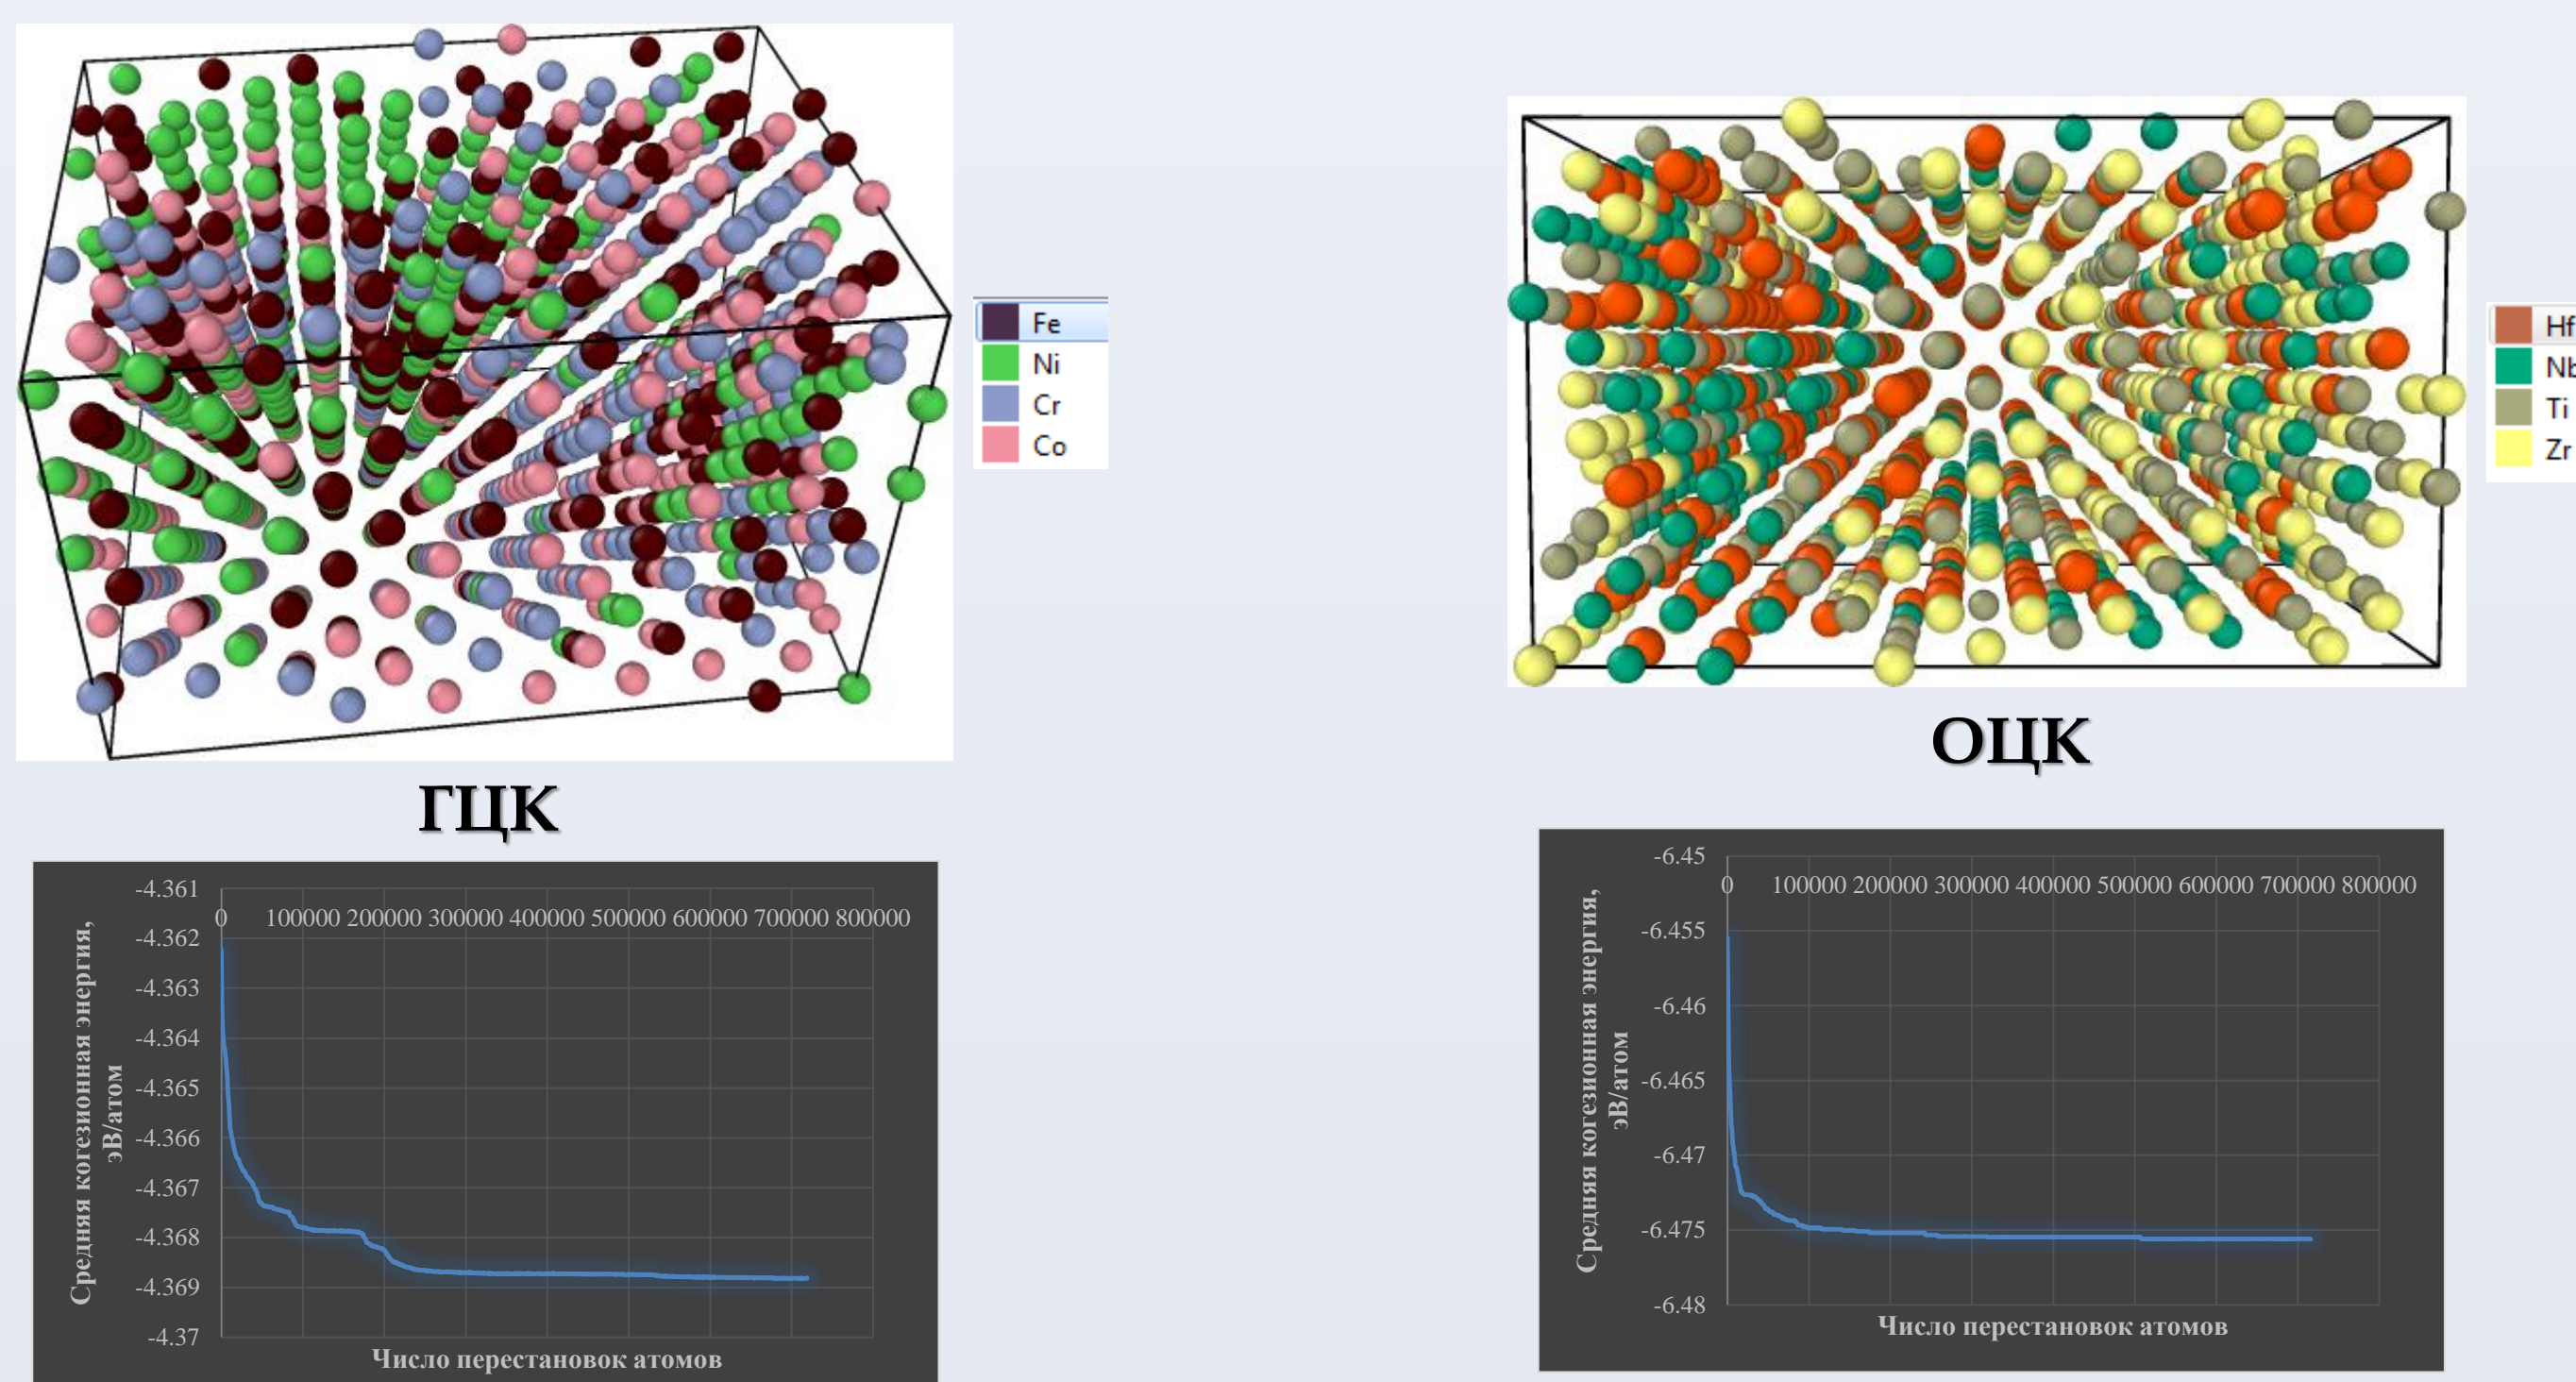 Fe
Ni
Cr
Co
Hf
Nb
Ti
Zr
ГЦК
ОЦК
Средняя когезионная энергия,
эВ/атом
-4.361
0 100000 200000 300000 400000 500000 600000 700000 800000
-4.362
-4.363
-4.364
-4.365
-4.366
-4.367
-4.368
-4.369
-4.37
Число перестановок атомов
Средняя когезионная энергия,
эВ/атом
-6.45
0 100000 200000 300000 400000 500000 600000 700000 800000
-6.455
-6.46
-6.465
-6.47
-6.475
-6.48
Число перестановок атомов